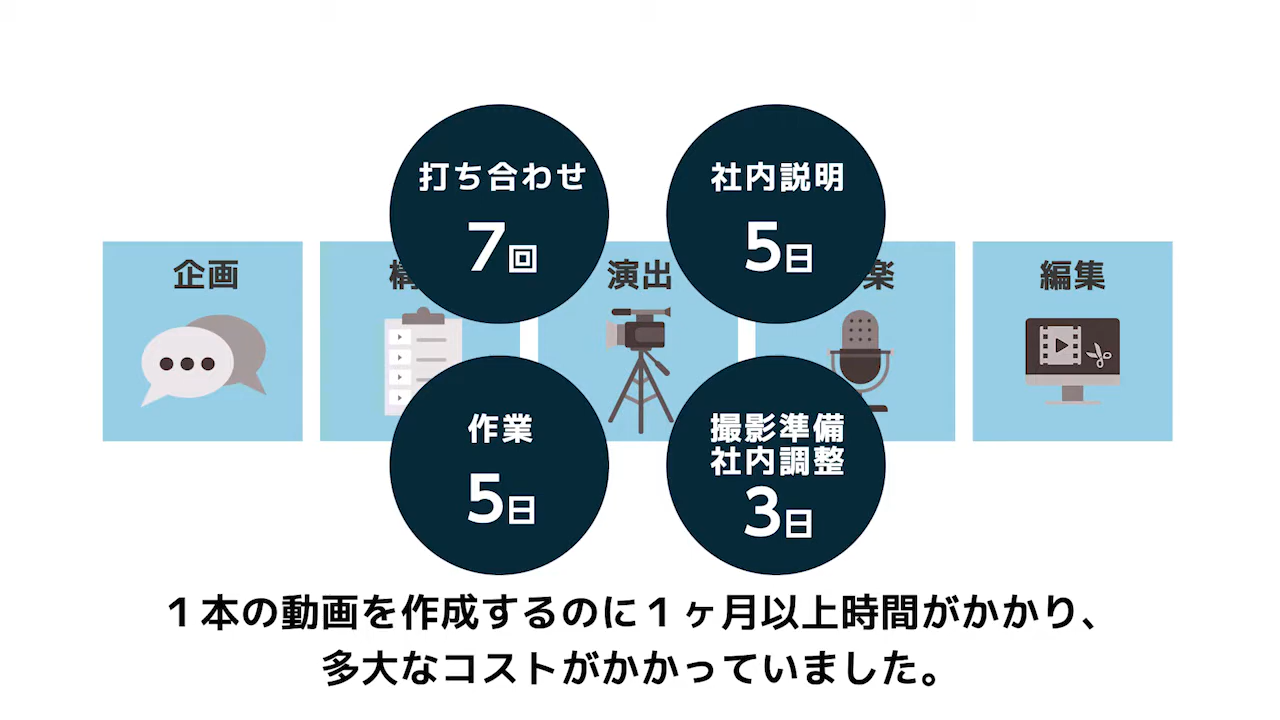 打ち合わせ
7回
社内説明
5日
企画
構
演出
楽
編集
作業
5日
撮影準備
社内調整
3日
1本の動画を作成するのに1ヶ月以上時間がかかり、
多大なコストがかかっていました。